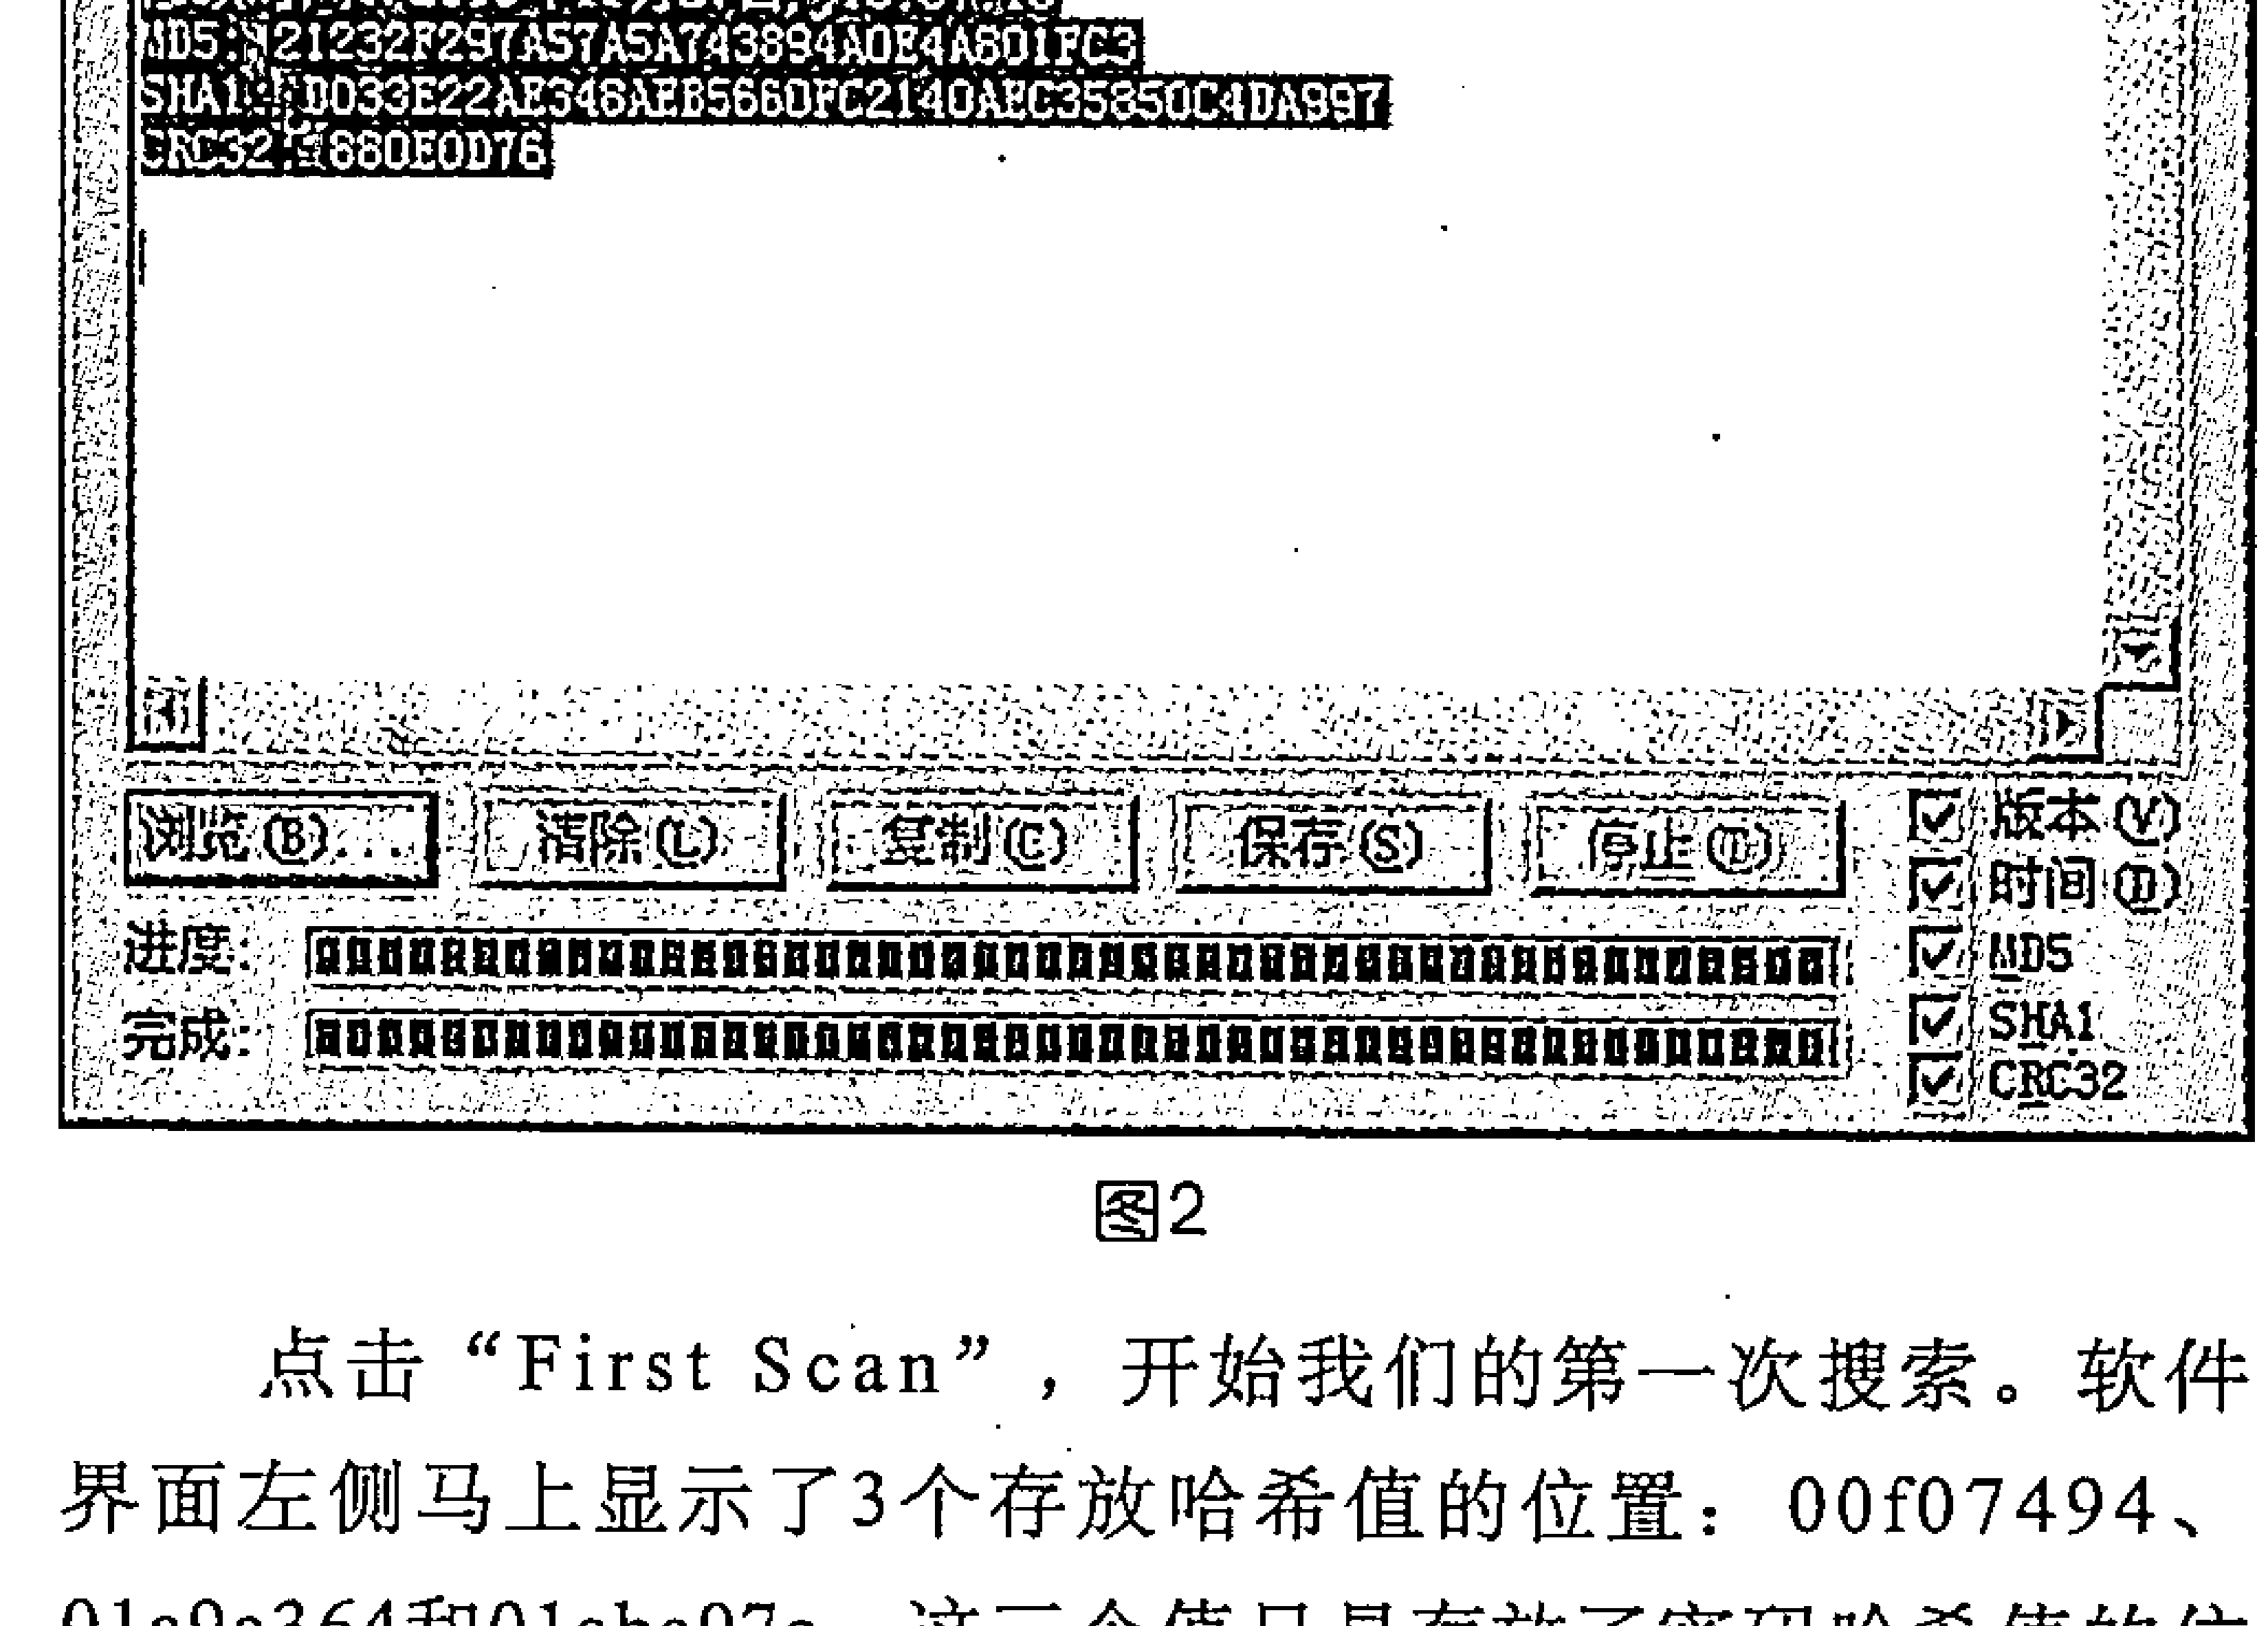 MD5: 21232F297A57A5A743894A0E4A801FC3
SHA1: D033E22AE348AEB5660FC2140AEC35850C4DA997
CRC32: 880E0D76
浏览(B)... 清除(L) 复制(C) 保存(S) 停止(T)
版本(V)
时间(D)
MD5
SHA1
CRC32
进度:
完成:
图2
点击“First Scan”，开始我们的第一次搜索。软件
界面左侧马上显示了3个存放哈希值的位置：00f07494、